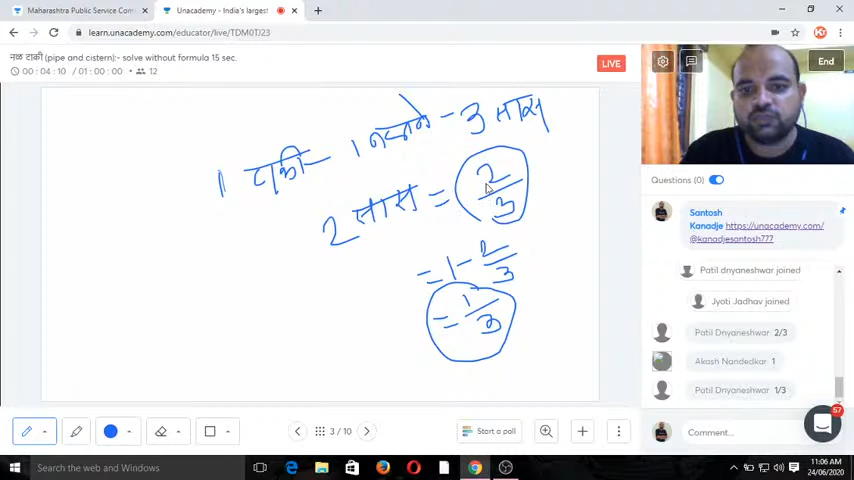 Maharashtra Public Service Com
Unacademy - India's largest
learn.unacademy.com/educator/live/TDM0TJ23
नळ टाकी (pipe and cistern):- solve without formula 15 sec.
00 : 04 : 10 / 01 : 00 : 00 · 12
LIVE
End
1 टाकी - 1 नळाने - 3 तास
2 तास = 2/3
= 1 - 2/3
= 1/3
Questions (0)
Santosh
Kanadje https://unacademy.com/
@kanadjesantosh777
Patil dnyaneshwar joined
Jyoti Jadhav joined
Patil Dnyaneshwar 2/3
Akash Nandedkar 1
Patil Dnyaneshwar 1/3
57
3 / 10
Start a poll
Comment...
Search the web and Windows
11:06 AM
24/06/2020